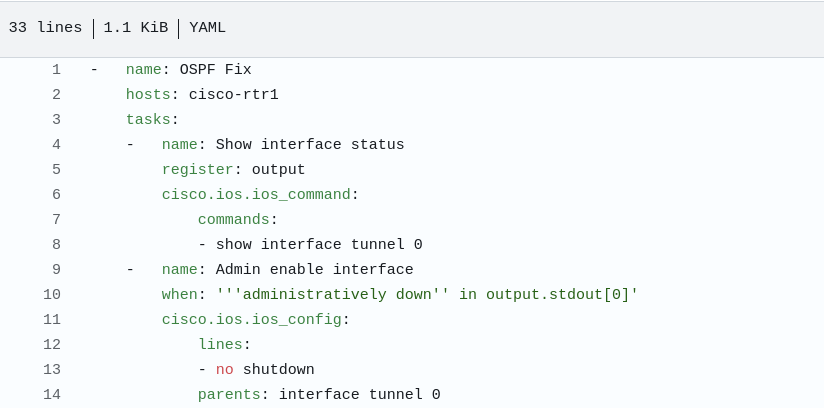 33 lines | 1.1 KiB | YAML
1 -   name: OSPF Fix
2     hosts: cisco-rtr1
3     tasks:
4     -   name: Show interface status
5         register: output
6         cisco.ios.ios_command:
7             commands:
8             - show interface tunnel 0
9     -   name: Admin enable interface
10         when: '''administratively down'' in output.stdout[0]'
11         cisco.ios.ios_config:
12             lines:
13             - no shutdown
14             parents: interface tunnel 0